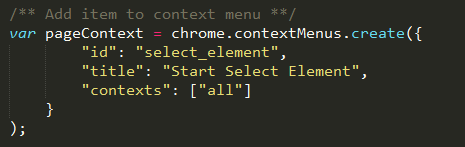 /** Add item to context menu **/
var pageContext = chrome.contextMenus.create({
        "id": "select_element",
        "title": "Start Select Element",
        "contexts": ["all"]
    }
);